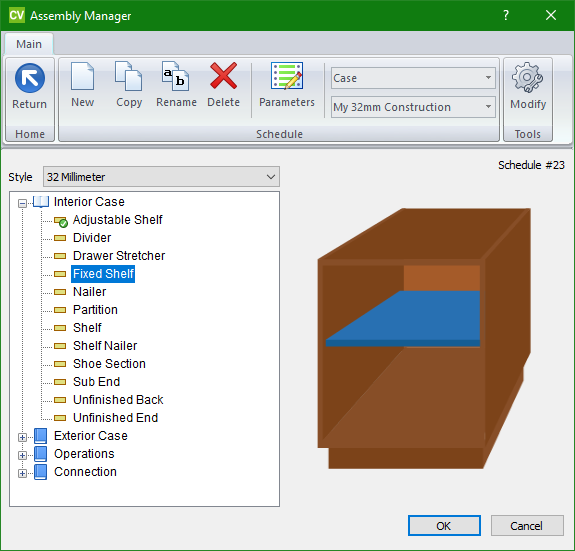 CV Assembly Manager ?
Main
Return
New
Copy
a b
Rename
Delete
Parameters
Case
My 32mm Construction
Modify
Home
Schedule
Tools
Schedule #23
Style
32 Millimeter
Interior Case
Adjustable Shelf
Divider
Drawer Stretcher
Fixed Shelf
Nailer
Partition
Shelf
Shelf Nailer
Shoe Section
Sub End
Unfinished Back
Unfinished End
Exterior Case
Operations
Connection
OK
Cancel